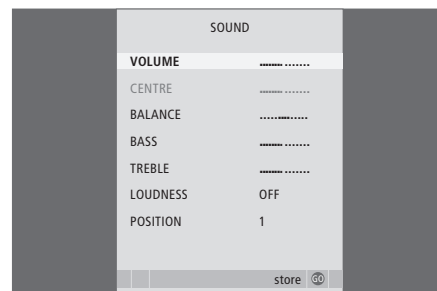 SOUND
VOLUME ...............
CENTRE ...............
BALANCE ...............
BASS ...............
TREBLE ...............
LOUDNESS OFF
POSITION 1
store GO